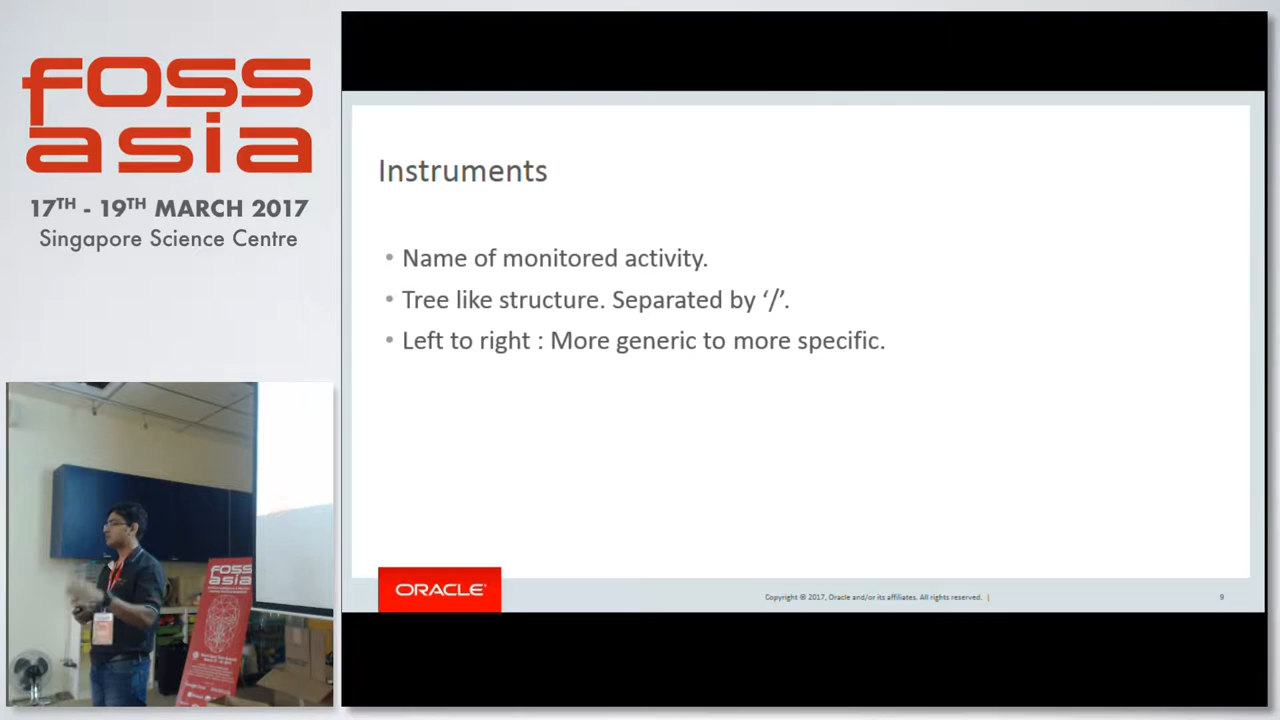 foss
asia
17TH - 19TH MARCH 2017
Singapore Science Centre
Instruments
• Name of monitored activity.
• Tree like structure. Separated by ‘/’.
• Left to right : More generic to more specific.
ORACLE®
Copyright © 2017, Oracle and/or its affiliates. All rights reserved. |
9
FOSS
asia